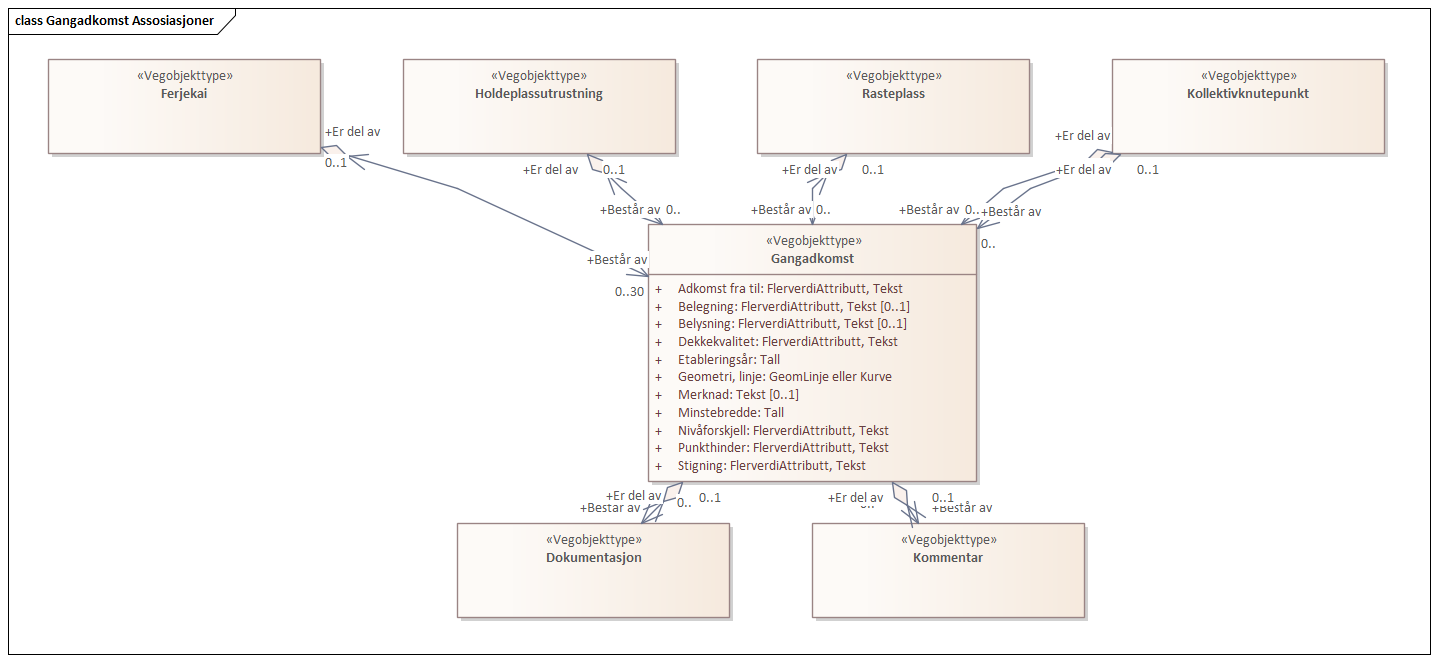 class Gangadkomst Assosiasjoner
«Vegobjekttype»
Ferjekai
«Vegobjekttype»
Holdeplassutrustning
«Vegobjekttype»
Rasteplass
«Vegobjekttype»
Kollektivknutepunkt
+Er del av
0..1
+Er del av
0..1
+Er del av
0..1
+Er del av
+Er del av
0..1
+Består av 0..
+Består av 0..
+Består av 0..
+Består av
0..
+Består av
0..30
«Vegobjekttype»
Gangadkomst
+ Adkomst fra til: FlerverdiAttributt, Tekst
+ Belegning: FlerverdiAttributt, Tekst [0..1]
+ Belysning: FlerverdiAttributt, Tekst [0..1]
+ Dekkekvalitet: FlerverdiAttributt, Tekst
+ Etableringsår: Tall
+ Geometri, linje: GeomLinje eller Kurve
+ Merknad: Tekst [0..1]
+ Minstebredde: Tall
+ Nivåforskjell: FlerverdiAttributt, Tekst
+ Punkthinder: FlerverdiAttributt, Tekst
+ Stigning: FlerverdiAttributt, Tekst
+Er del av
0..1
+Består av
0..
+Er del av
0..1
+Består av
«Vegobjekttype»
Dokumentasjon
«Vegobjekttype»
Kommentar